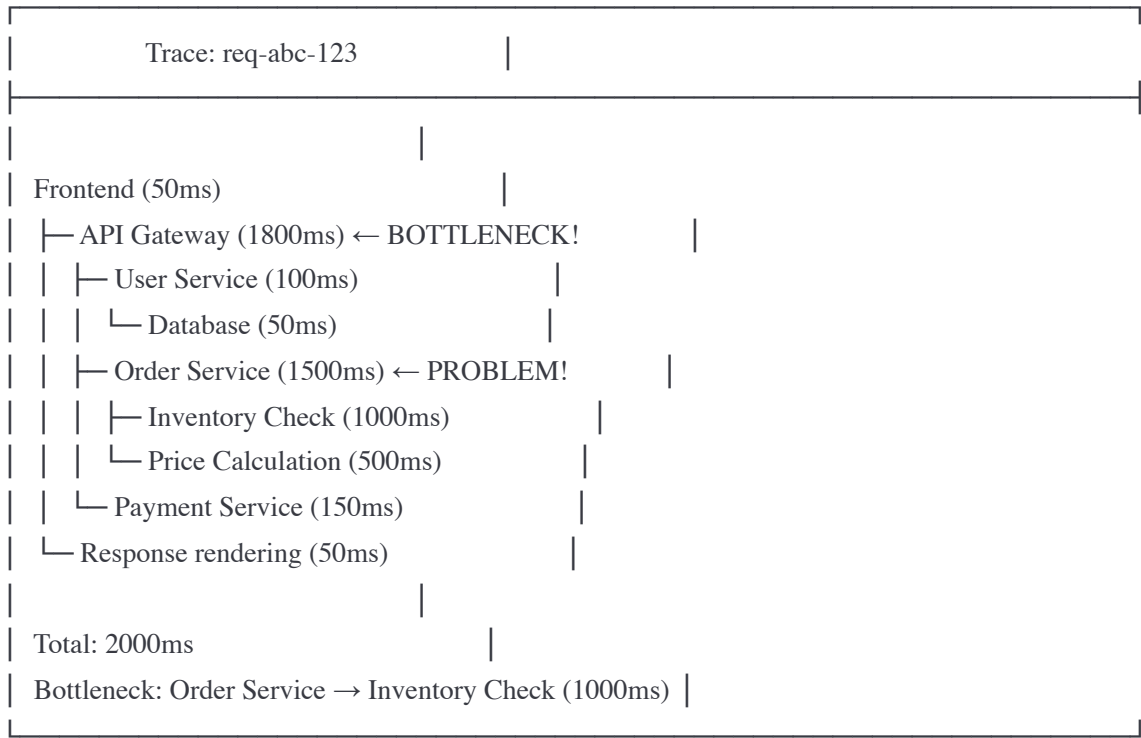 Trace: req-abc-123
Frontend (50ms)
├─ API Gateway (1800ms) ← BOTTLENECK!
│ ├─ User Service (100ms)
│ │ └─ Database (50ms)
│ ├─ Order Service (1500ms) ← PROBLEM!
│ │ ├─ Inventory Check (1000ms)
│ │ └─ Price Calculation (500ms)
│ └─ Payment Service (150ms)
└─ Response rendering (50ms)
Total: 2000ms
Bottleneck: Order Service → Inventory Check (1000ms)